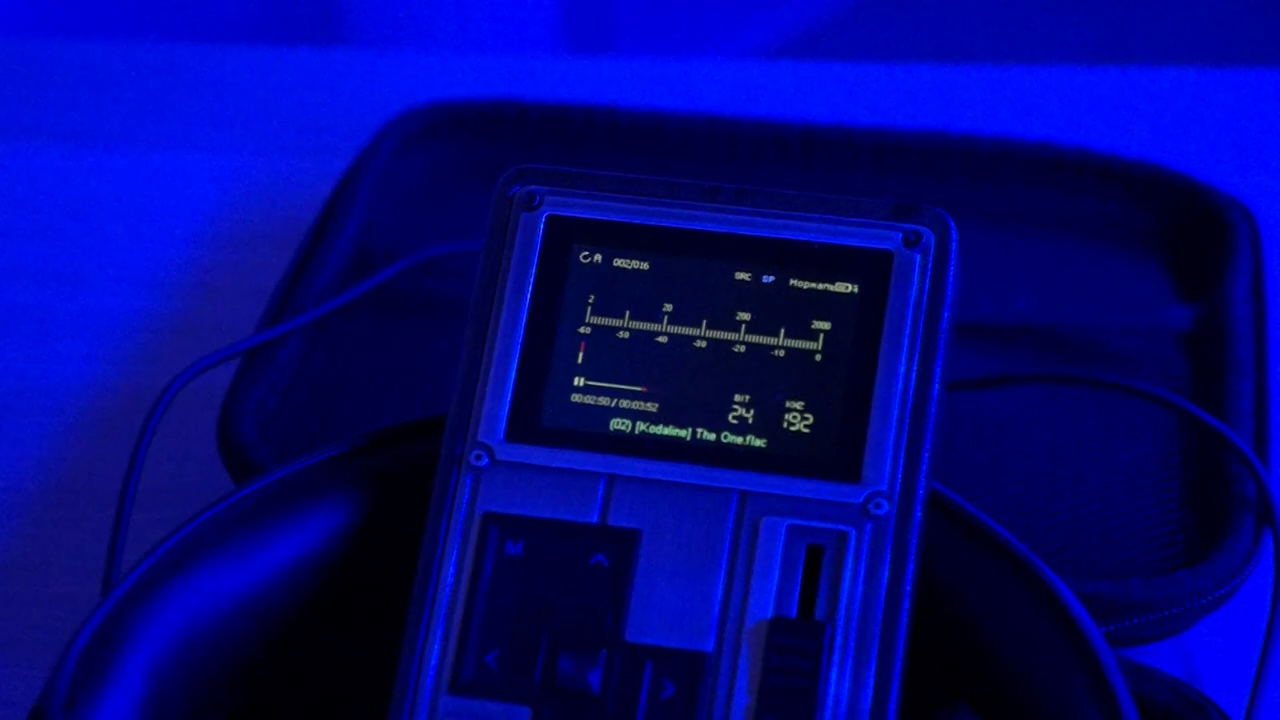 A 002/016 SRC SP
2 20 200 2000
-60 -50 -40 -30 -20 -10 0
00:02:50 / 00:03:52
BIT KHZ
24 192
(02) [Kodaline] The One.flac
M